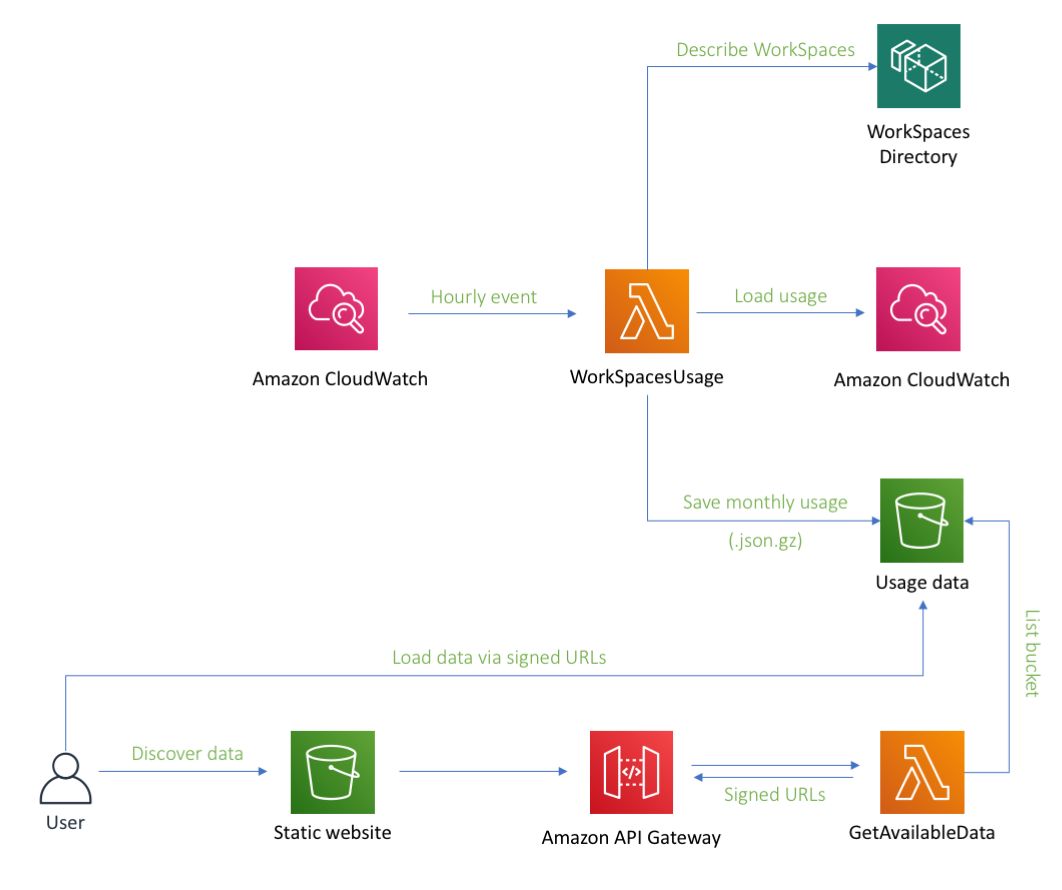 Describe WorkSpaces
WorkSpaces
Directory
Hourly event
Load usage
Amazon CloudWatch
WorkSpacesUsage
Amazon CloudWatch
Save monthly usage
(.json.gz)
Usage data
List bucket
Load data via signed URLs
Discover data
</>
Signed URLs
User
Static website
Amazon API Gateway
GetAvailableData